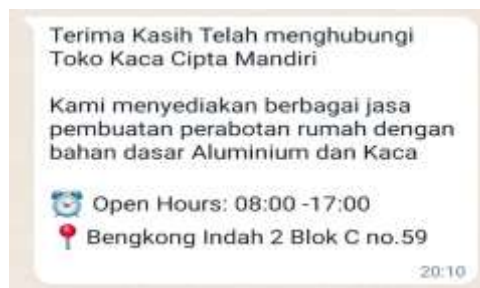 Terima Kasih Telah menghubungi
Toko Kaca Cipta Mandiri
Kami menyediakan berbagai jasa
pembuatan perabotan rumah dengan
bahan dasar Aluminium dan Kaca
⏰ Open Hours: 08:00 -17:00
📍 Bengkong Indah 2 Blok C no.59
20:10